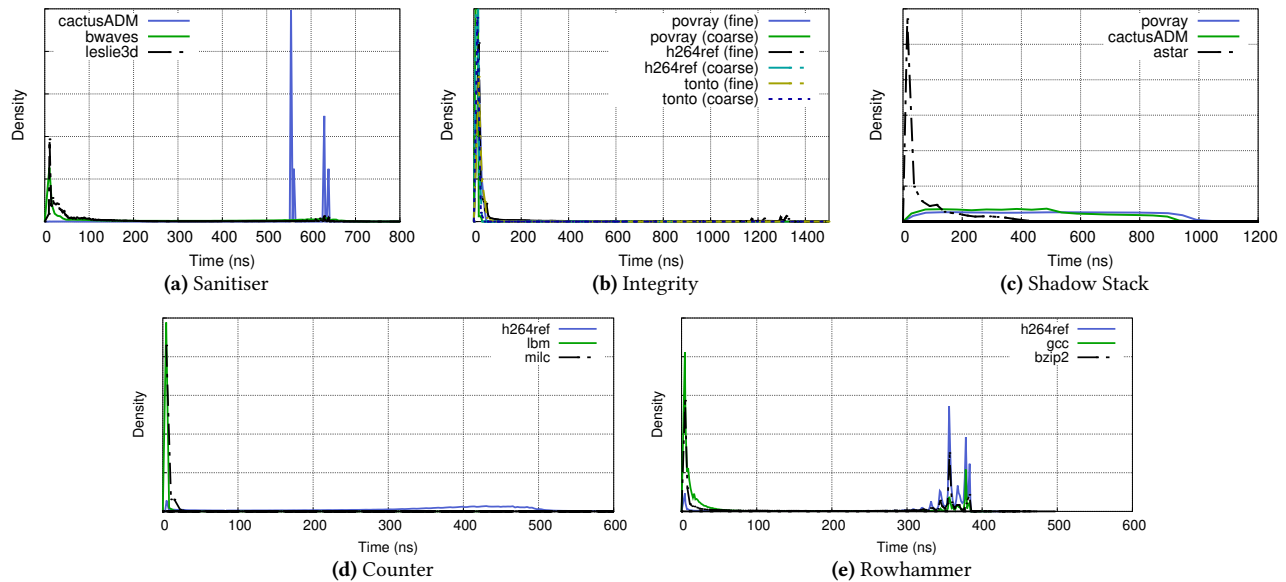 cactusADM
bwaves
leslie3d
Density
0 100 200 300 400 500 600 700 800
Time (ns)
(a) Sanitiser
povray (fine)
povray (coarse)
h264ref (fine)
h264ref (coarse)
tonto (fine)
tonto (coarse)
Density
0 200 400 600 800 1000 1200 1400
Time (ns)
(b) Integrity
povray
cactusADM
astar
Density
0 200 400 600 800 1000 1200
Time (ns)
(c) Shadow Stack
h264ref
lbm
milc
Density
0 100 200 300 400 500 600
Time (ns)
(d) Counter
h264ref
gcc
bzip2
Density
0 100 200 300 400 500 600
Time (ns)
(e) Rowhammer